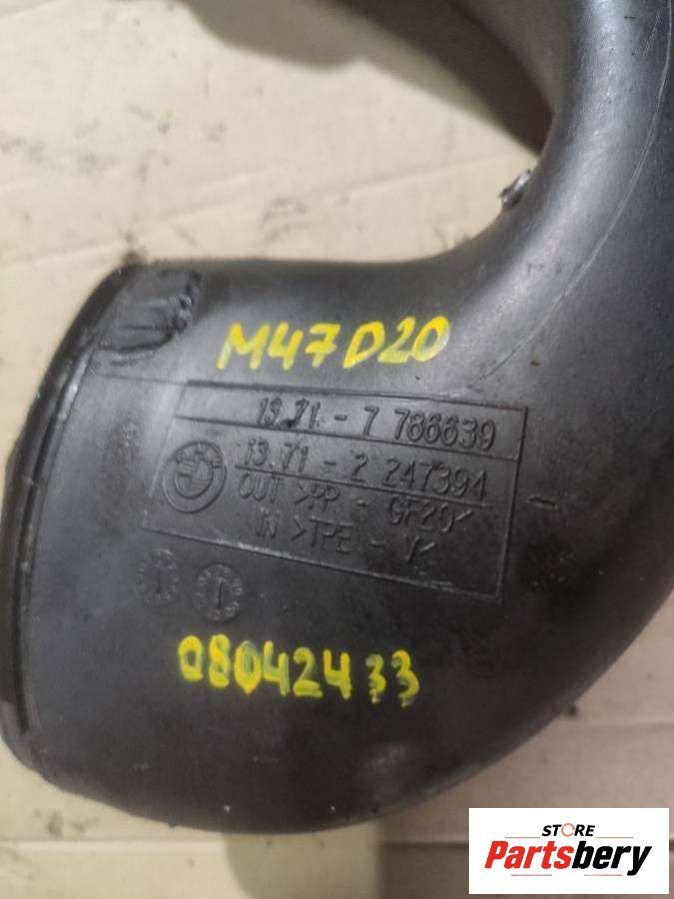 M47D20
13.71 - 7 786639
13.71 - 2 247394
OUT >PP - GF20<
IN >TPE - V<
08042433
STORE
Partsbery